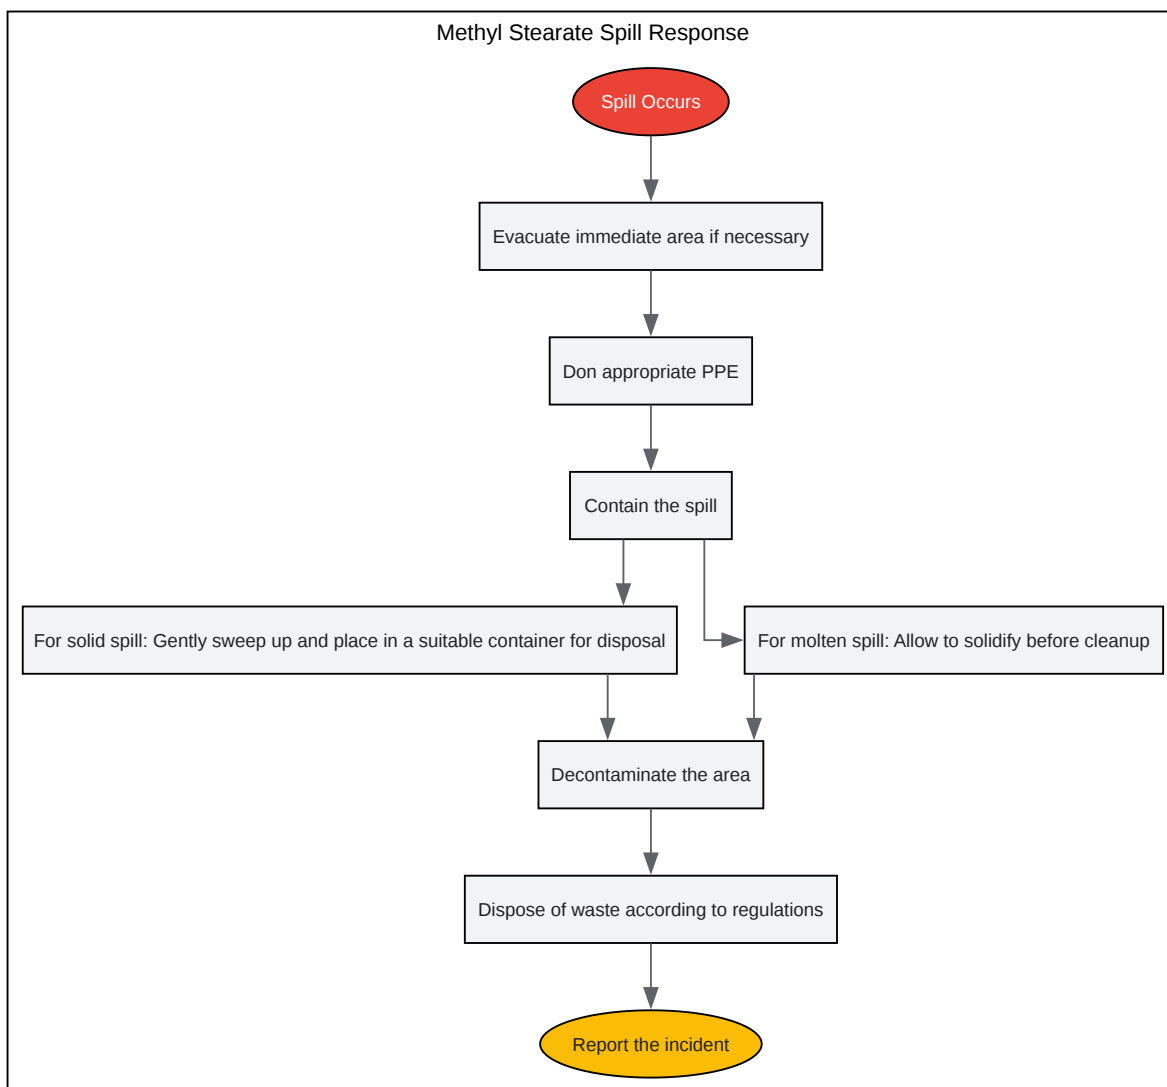 Methyl Stearate Spill Response
Spill Occurs
Evacuate immediate area if necessary
Don appropriate PPE
Contain the spill
For solid spill: Gently sweep up and place in a suitable container for disposal
For molten spill: Allow to solidify before cleanup
Decontaminate the area
Dispose of waste according to regulations
Report the incident